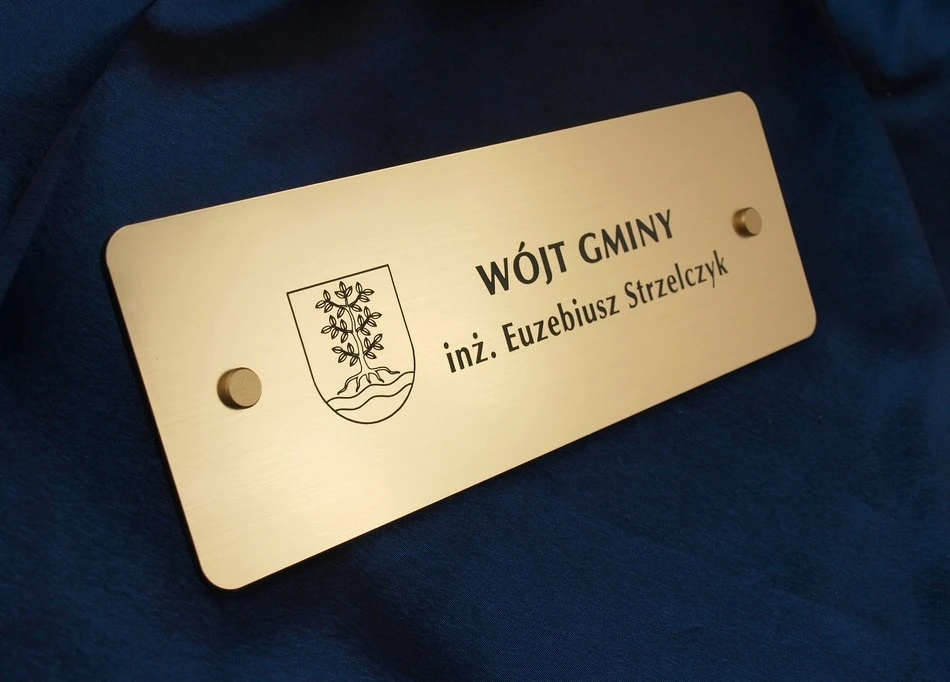 WÓJT GMINY
inż. Euzebiusz Strzelczyk